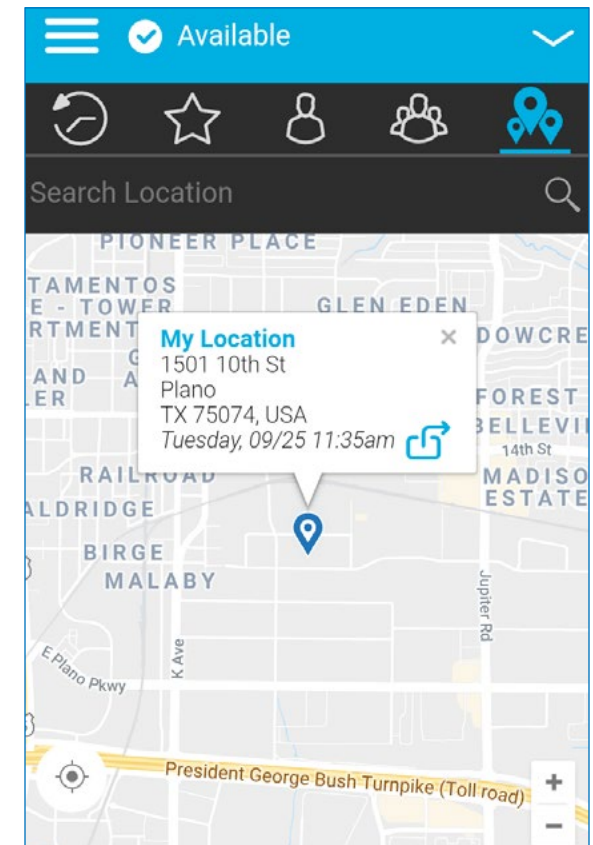 Available
Search Location
PIONEER PLACE
TAMENTOS
E - TOWER
RTMENT
GLEN EDEN
My Location
×
1501 10th St
Plano
TX 75074, USA
Tuesday, 09/25 11:35am
DOWCRE
AND
A
ER
FOREST
BELLEVI
14th St
RAILROAD
MADISO
ESTATE
ALDRIDGE
BIRGE
MALABY
Jupiter Rd
K Ave
E Plano Pkwy
President George Bush Turnpike (Toll road)
+
−